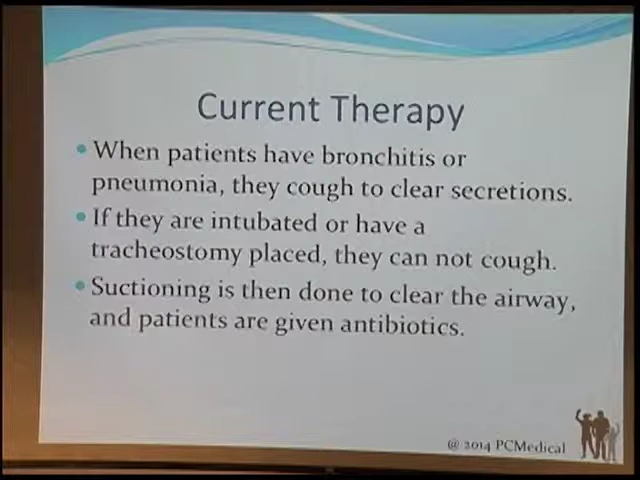 Current Therapy
• When patients have bronchitis or
pneumonia, they cough to clear secretions.
• If they are intubated or have a
tracheostomy placed, they can not cough.
• Suctioning is then done to clear the airway,
and patients are given antibiotics.
@ 2014 PCMedical